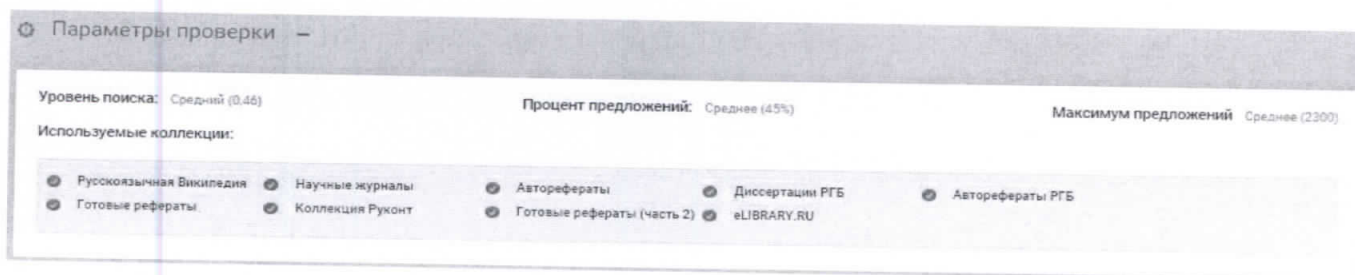 Параметры проверки –
Уровень поиска: Средний (0,46) Процент предложений: Среднее (45%) Максимум предложений Среднее (2300)
Используемые коллекции:
Русскоязычная Википедия Научные журналы Авторефераты Диссертации РГБ Авторефераты РГБ
Готовые рефераты Коллекция Руконт Готовые рефераты (часть 2) eLIBRARY.RU